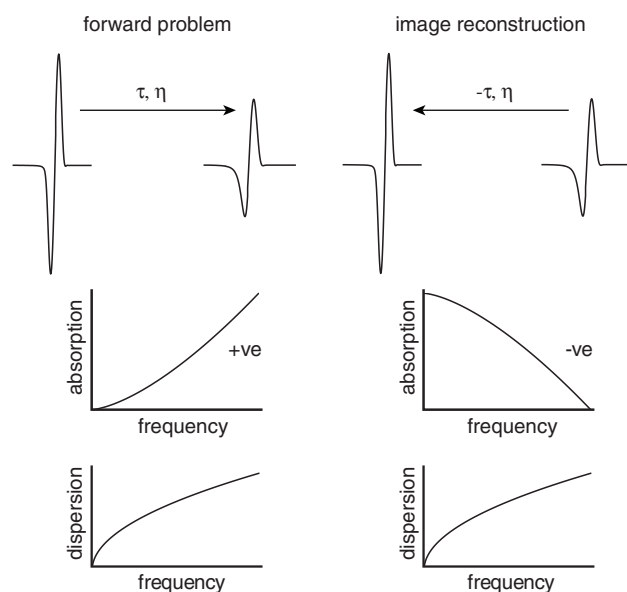 forward problem
image reconstruction
τ, η
-τ, η
absorption
+ve
frequency
absorption
-ve
frequency
dispersion
frequency
dispersion
frequency